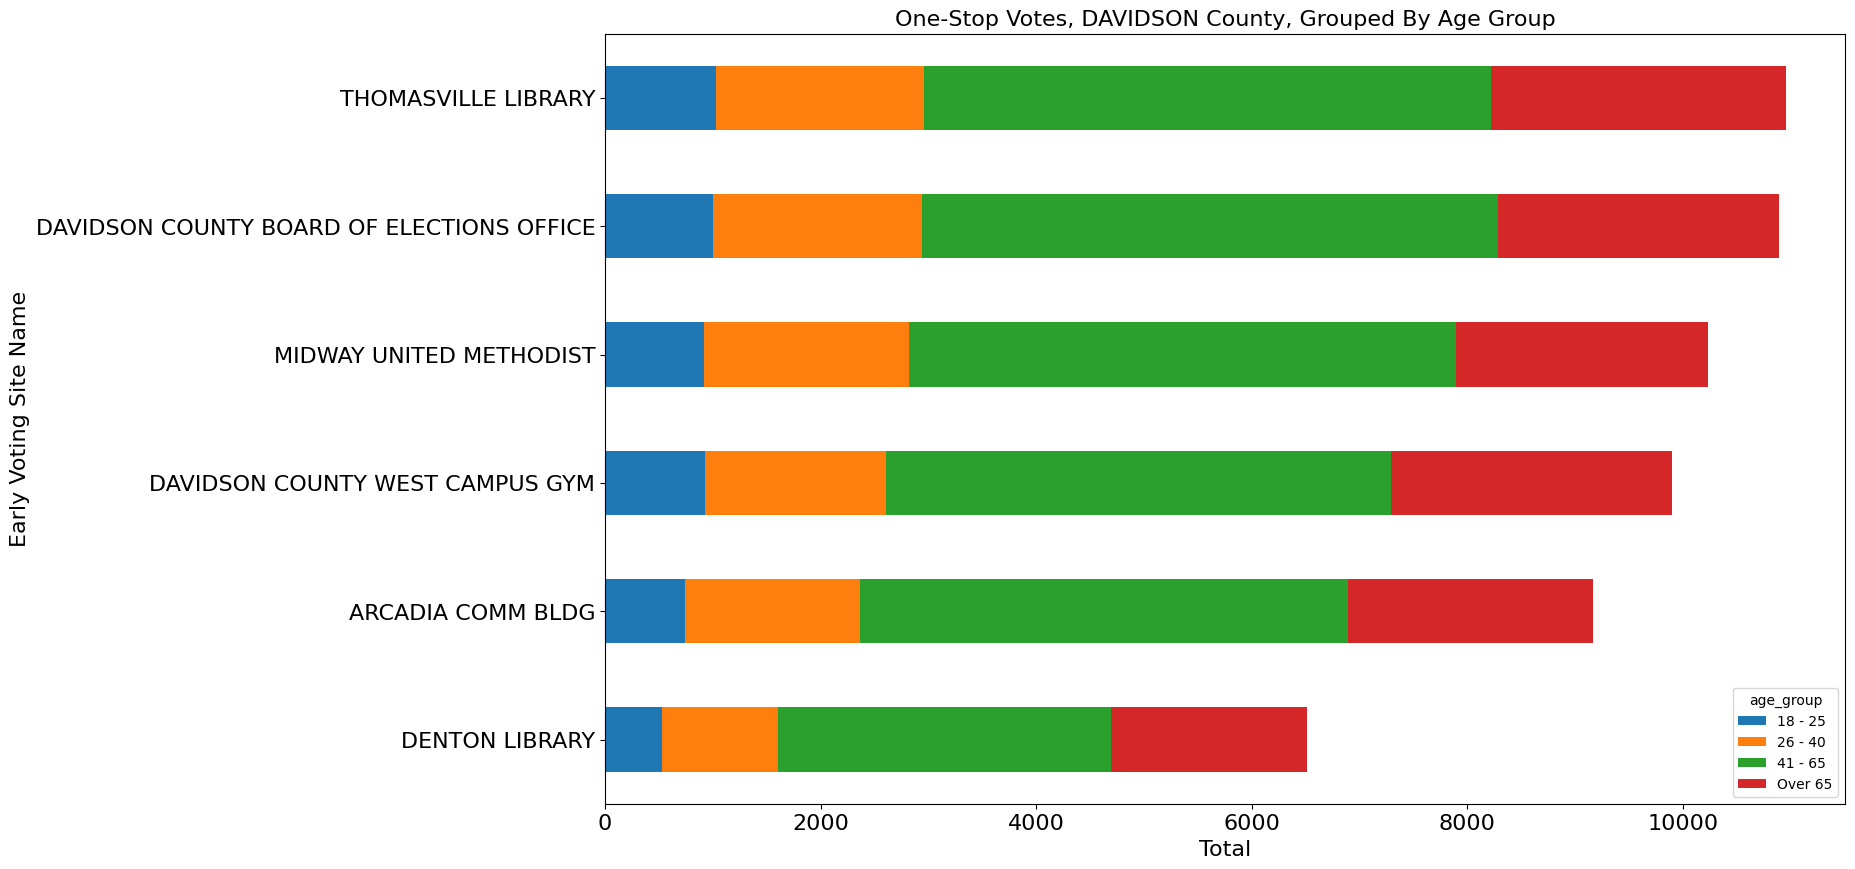 One-Stop Votes, DAVIDSON County, Grouped By Age Group
Early Voting Site Name
THOMASVILLE LIBRARY
DAVIDSON COUNTY BOARD OF ELECTIONS OFFICE
MIDWAY UNITED METHODIST
DAVIDSON COUNTY WEST CAMPUS GYM
ARCADIA COMM BLDG
DENTON LIBRARY
age_group
18 - 25
26 - 40
41 - 65
Over 65
0 2000 4000 6000 8000 10000
Total